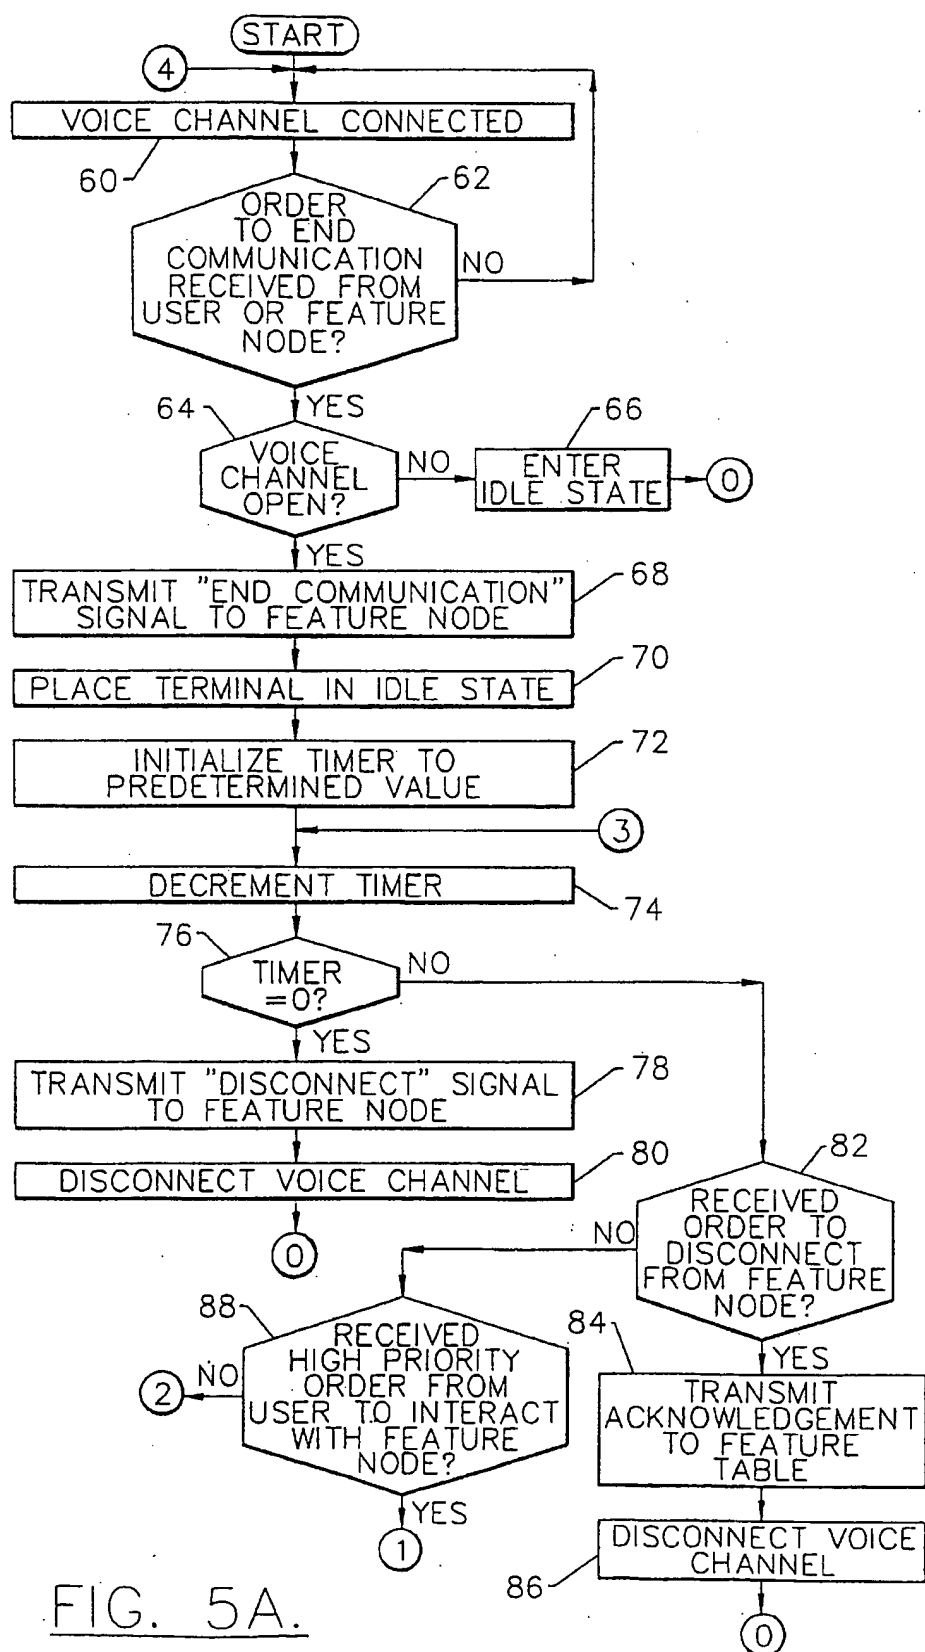 START
4
VOICE CHANNEL CONNECTED
60
62
ORDER
TO END
COMMUNICATION
RECEIVED FROM
USER OR FEATURE
NODE?
NO
YES
64
66
VOICE
CHANNEL
OPEN?
NO
ENTER
IDLE STATE
0
YES
TRANSMIT "END COMMUNICATION"
SIGNAL TO FEATURE NODE
68
PLACE TERMINAL IN IDLE STATE
70
INITIALIZE TIMER TO
PREDETERMINED VALUE
72
3
DECREMENT TIMER
74
76
TIMER
=0?
NO
YES
TRANSMIT "DISCONNECT" SIGNAL
TO FEATURE NODE
78
DISCONNECT VOICE CHANNEL
80
0
82
RECEIVED
ORDER TO
DISCONNECT
FROM FEATURE
NODE?
NO
YES
88
RECEIVED
HIGH PRIORITY
ORDER FROM
USER TO INTERACT
WITH FEATURE
NODE?
NO
2
YES
1
84
TRANSMIT
ACKNOWLEDGEMENT
TO FEATURE
TABLE
DISCONNECT VOICE
CHANNEL
86
0
FIG. 5A.